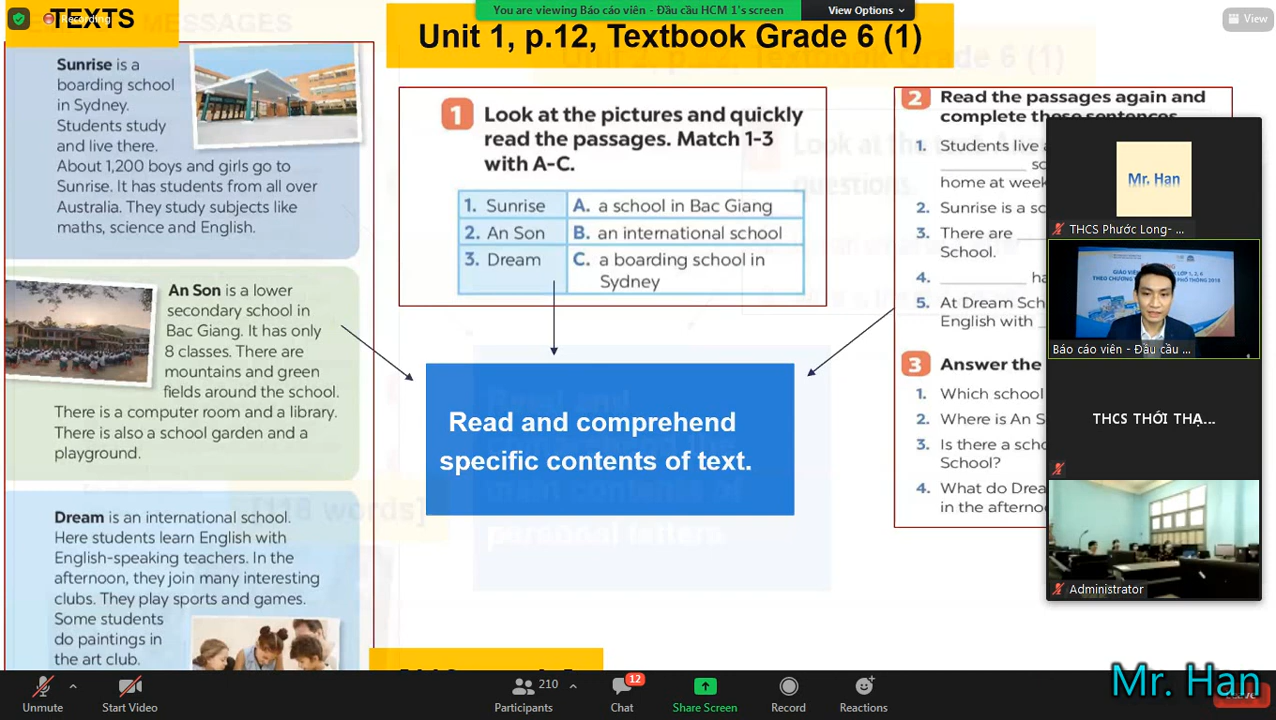 You are viewing Báo cáo viên - Đầu cầu HCM 1's screen
View Options
View
Recording
TEXTS
MESSAGES
Unit 1, p.12, Textbook Grade 6 (1)
Sunrise is a
boarding school
in Sydney.
Students study
and live there.
About 1,200 boys and girls go to
Sunrise. It has students from all over
Australia. They study subjects like
maths, science and English.
An Son is a lower
secondary school in
Bac Giang. It has only
8 classes. There are
mountains and green
fields around the school.
There is a computer room and a library.
There is also a school garden and a
playground.
Dream is an international school.
Here students learn English with
English-speaking teachers. In the
afternoon, they join many interesting
clubs. They play sports and games.
Some students
do paintings in
the art club.
1 Look at the pictures and quickly
read the passages. Match 1-3
with A-C.
1. Sunrise A. a school in Bac Giang
2. An Son B. an international school
3. Dream C. a boarding school in
Sydney
Read and comprehend
specific contents of text.
personal letters
2 Read the passages again and
complete these sentences.
1. Students live
home at week
2. Sunrise is a
3. There are
School.
4. ha
5. At Dream Sch
English with
3 Answer the
1. Which school
2. Where is An S
3. Is there a scho
School?
4. What do Drea
in the afterno
Mr. Han
THCS Phước Long- ...
Báo cáo viên - Đầu cầu ...
THCS THỚI THẠ...
Administrator
Unmute
Start Video
210
Participants
12
Chat
Share Screen
Record
Reactions
Mr. Han